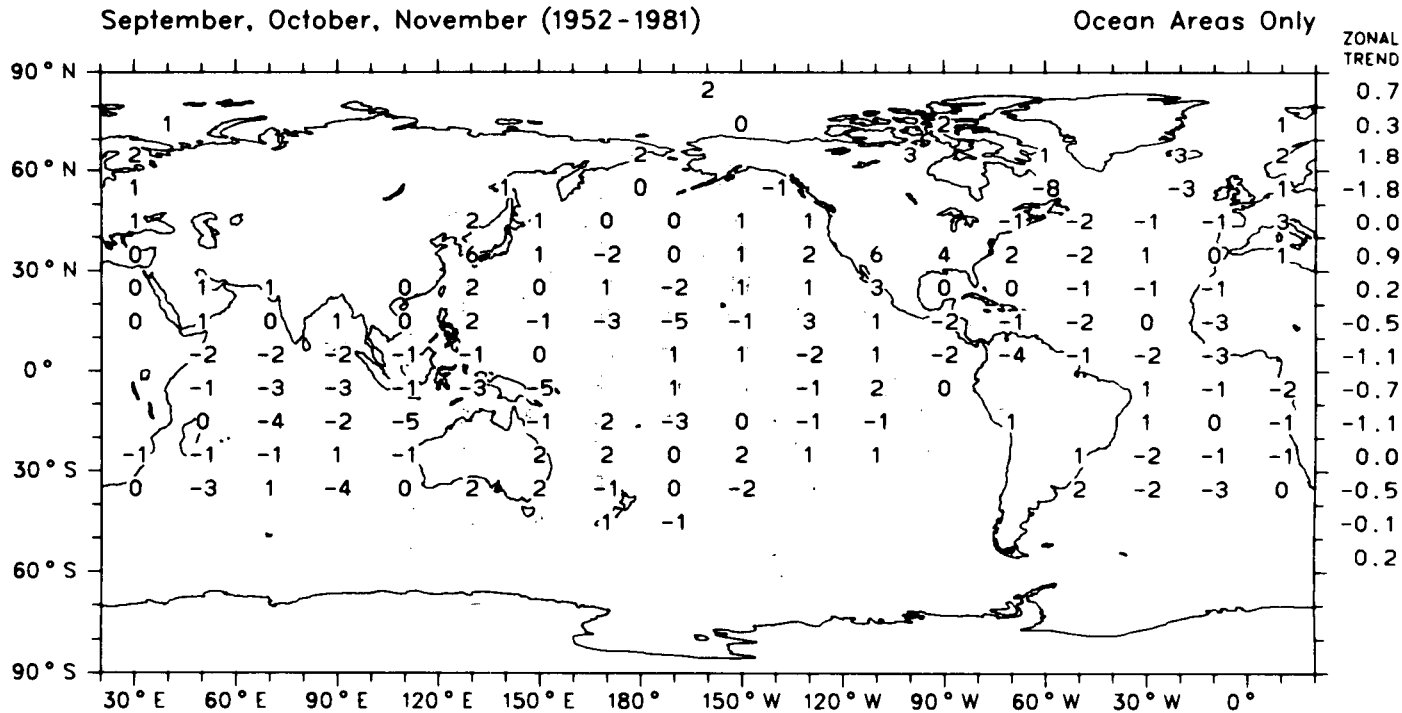 September, October, November (1952-1981) Ocean Areas Only
ZONAL TREND
90°N
2 0.7
1 0 2 1 0.3
2 2 3 1 3 2 1.8
60°N
1 1 0 -1 -8 -3 1 -1.8
1 2 1 0 0 1 1 -1 -2 -1 -1 3 0.0
0 6 1 -2 0 1 2 6 4 2 -2 1 0 1 0.9
30°N
0 1 1 0 2 0 1 -2 1 1 3 0 0 -1 -1 -1 0.2
0 1 0 1 0 2 -1 -3 -5 -1 3 1 -2 -1 -2 0 -3 -0.5
-2 -2 -2 -1 -1 0 1 1 -2 1 -2 -4 -1 -2 -3 -1.1
0°
-1 -3 -3 -1 -3 -5 1 -1 2 0 1 -1 -2 -0.7
0 -4 -2 -5 -1 2 -3 0 -1 -1 1 1 0 -1 -1.1
-1 -1 -1 1 -1 2 2 0 2 1 1 1 -2 -1 -1 0.0
30°S
0 -3 1 -4 0 2 2 -1 0 -2 2 -2 -3 0 -0.5
1 -1 -0.1
0.2
60°S
90°S
30°E 60°E 90°E 120°E 150°E 180° 150°W 120°W 90°W 60°W 30°W 0°